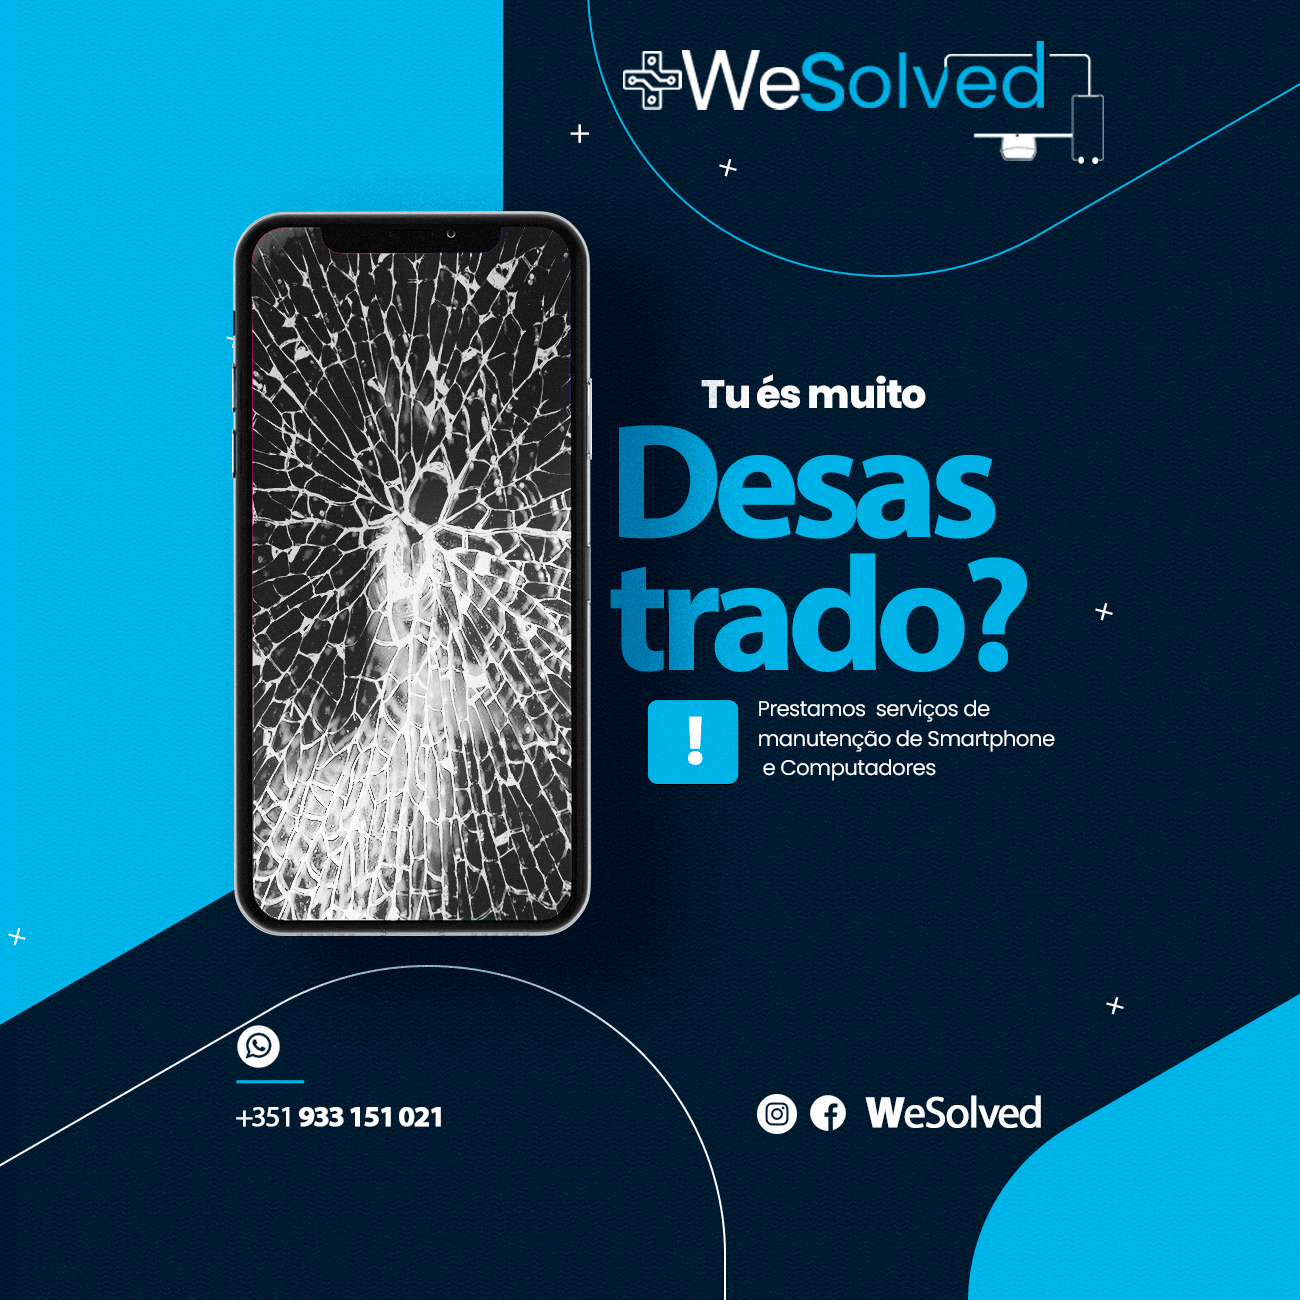 WeSolved
Tu és muito
Desas
trado?
!
Prestamos serviços de
manutenção de Smartphone
e Computadores
+351 933 151 021
WeSolved